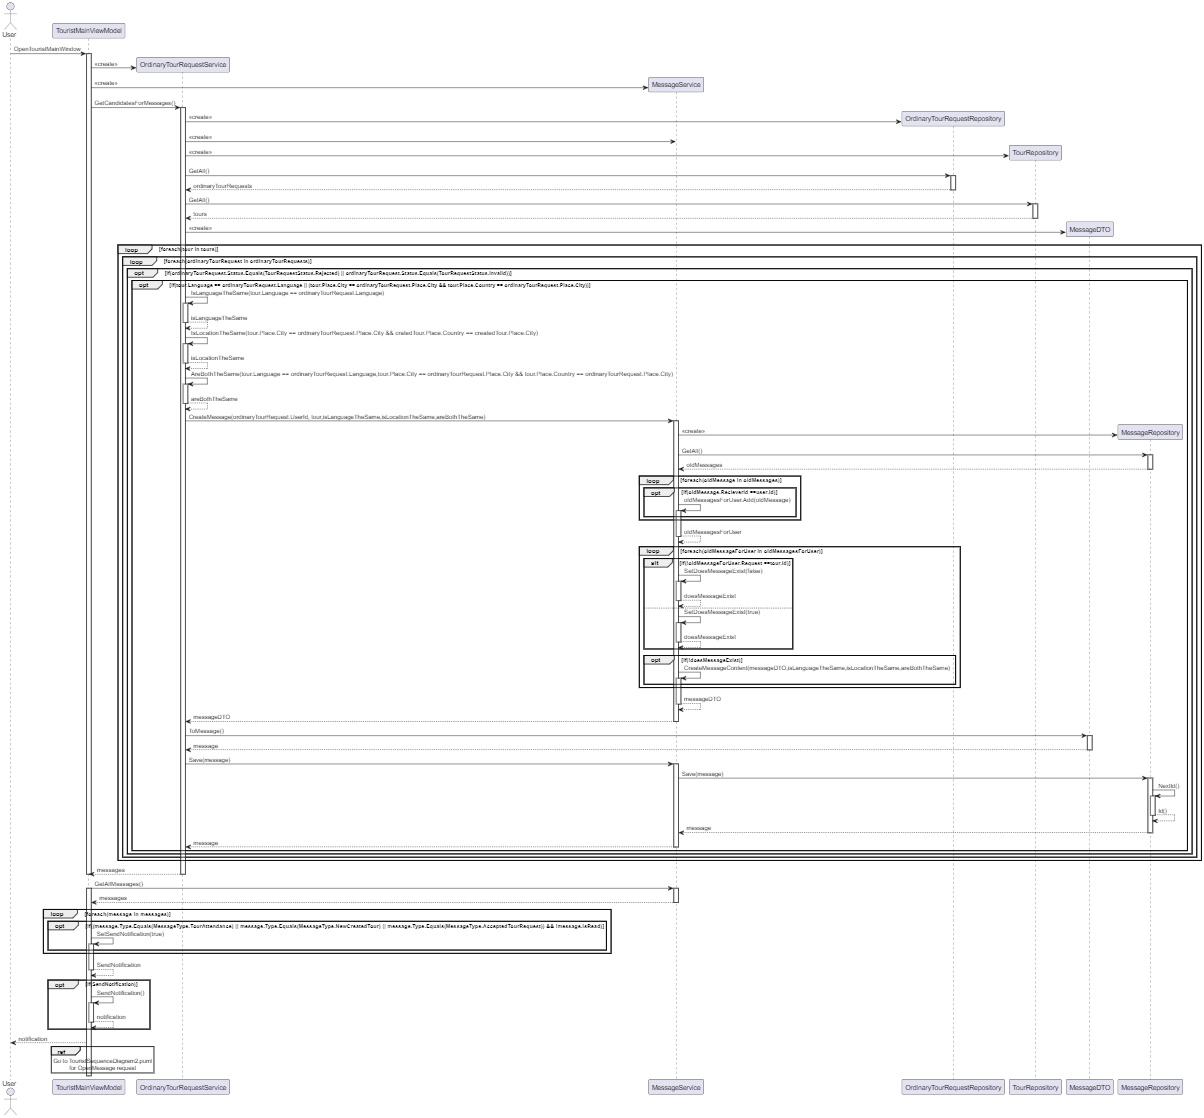 User
TouristMainViewModel
OpenTouristMainWindow
«create»
OrdinaryTourRequestService
«create»
MessageService
GetCandidatesForMessages()
«create»
OrdinaryTourRequestRepository
«create»
«create»
TourRepository
GetAll()
ordinaryTourRequests
GetAll()
tours
«create»
MessageDTO
loop [foreach(tour in tours)]
loop [foreach(ordinaryTourRequest in ordinaryTourRequests)]
opt [if(ordinaryTourRequest.Status.Equals(TourRequestStatus.Rejected) || ordinaryTourRequest.Status.Equals(TourRequestStatus.Invalid)]
opt [if(tour.Language == ordinaryTourRequest.Language || (tour.Place.City == ordinaryTourRequest.Place.City && tour.Place.Country == ordinaryTourRequest.Place.City))]
IsLanguageTheSame(tour.Language == ordinaryTourRequest.Language)
isLanguageTheSame
IsLocationTheSame(tour.Place.City == ordinaryTourRequest.Place.City && cratedTour.Place.Country == createdTour.Place.City)
isLocationTheSame
AreBothTheSame(tour.Language == ordinaryTourRequest.Language,tour.Place.City == ordinaryTourRequest.Place.City && tour.Place.Country == ordinaryTourRequest.Place.City)
areBothTheSame
CreateMessage(ordinaryTourRequest.UserId, tour,isLanguageTheSame,isLocationTheSame,areBothTheSame)
«create»
MessageRepository
GetAll()
oldMessages
loop [foreach(oldMessage in oldMessages)]
opt [if(oldMessage.RecieverId ==user.Id)]
oldMessagesForUser.Add(oldMessage)
oldMessagesForUser
loop [foreach(oldMessageForUser in oldMessagesForUser)]
alt [if(!oldMessageForUser.Request ==tour.Id)]
SetDoesMessageExist(false)
doesMessageExist
SetDoesMessageExist(true)
doesMessageExist
opt [if(!doesMessageExist)]
CreateMessageContent(messageDTO,isLanguageTheSame,isLocationTheSame,areBothTheSame)
messageDTO
messageDTO
ToMessage()
message
Save(message)
Save(message)
NextId()
Id()
message
message
messages
GetAllMessages()
messages
loop [foreach(message in messages)]
opt [if((message.Type.Equals(MessageType.TourAttendance) || message.Type.Equals(MessageType.NewCreatedTour) || message.Type.Equals(MessageType.AcceptedTourRequest)) && !message.IsRead)]
SetSendNotification(true)
SendNotification
opt [if(SendNotification)]
SendNotification()
notification
notification
ref
Go to TouristSequenceDiagram2.puml
for OpenMessage request
User
TouristMainViewModel
OrdinaryTourRequestService
MessageService
OrdinaryTourRequestRepository
TourRepository
MessageDTO
MessageRepository